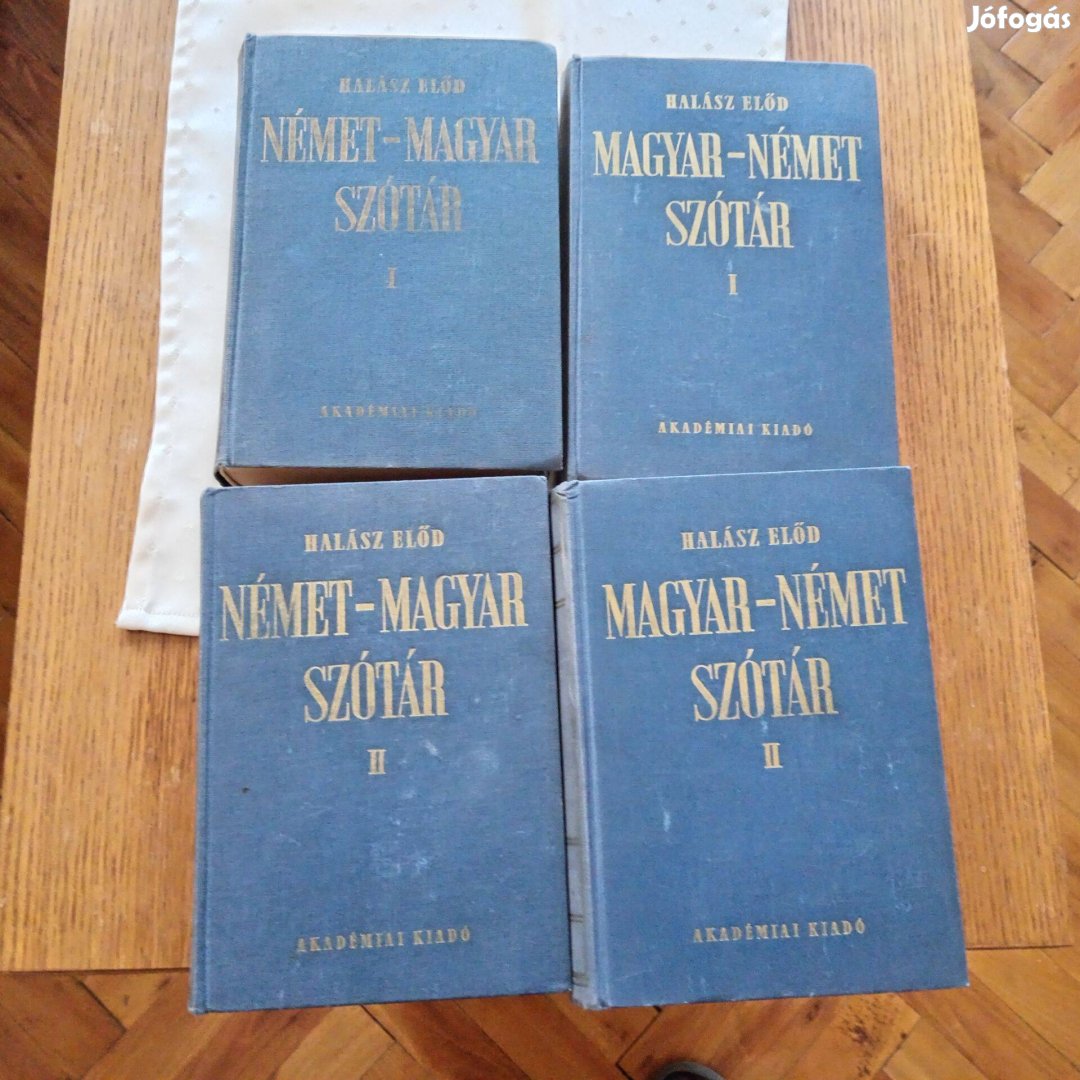 Jófogás
HALÁSZ ELŐD
NÉMET-MAGYAR
SZÓTÁR
I
AKADÉMIAI KIADÓ
HALÁSZ ELŐD
MAGYAR-NÉMET
SZÓTÁR
I
AKADÉMIAI KIADÓ
HALÁSZ ELŐD
NÉMET-MAGYAR
SZÓTÁR
II
AKADÉMIAI KIADÓ
HALÁSZ ELŐD
MAGYAR-NÉMET
SZÓTÁR
II
AKADÉMIAI KIADÓ